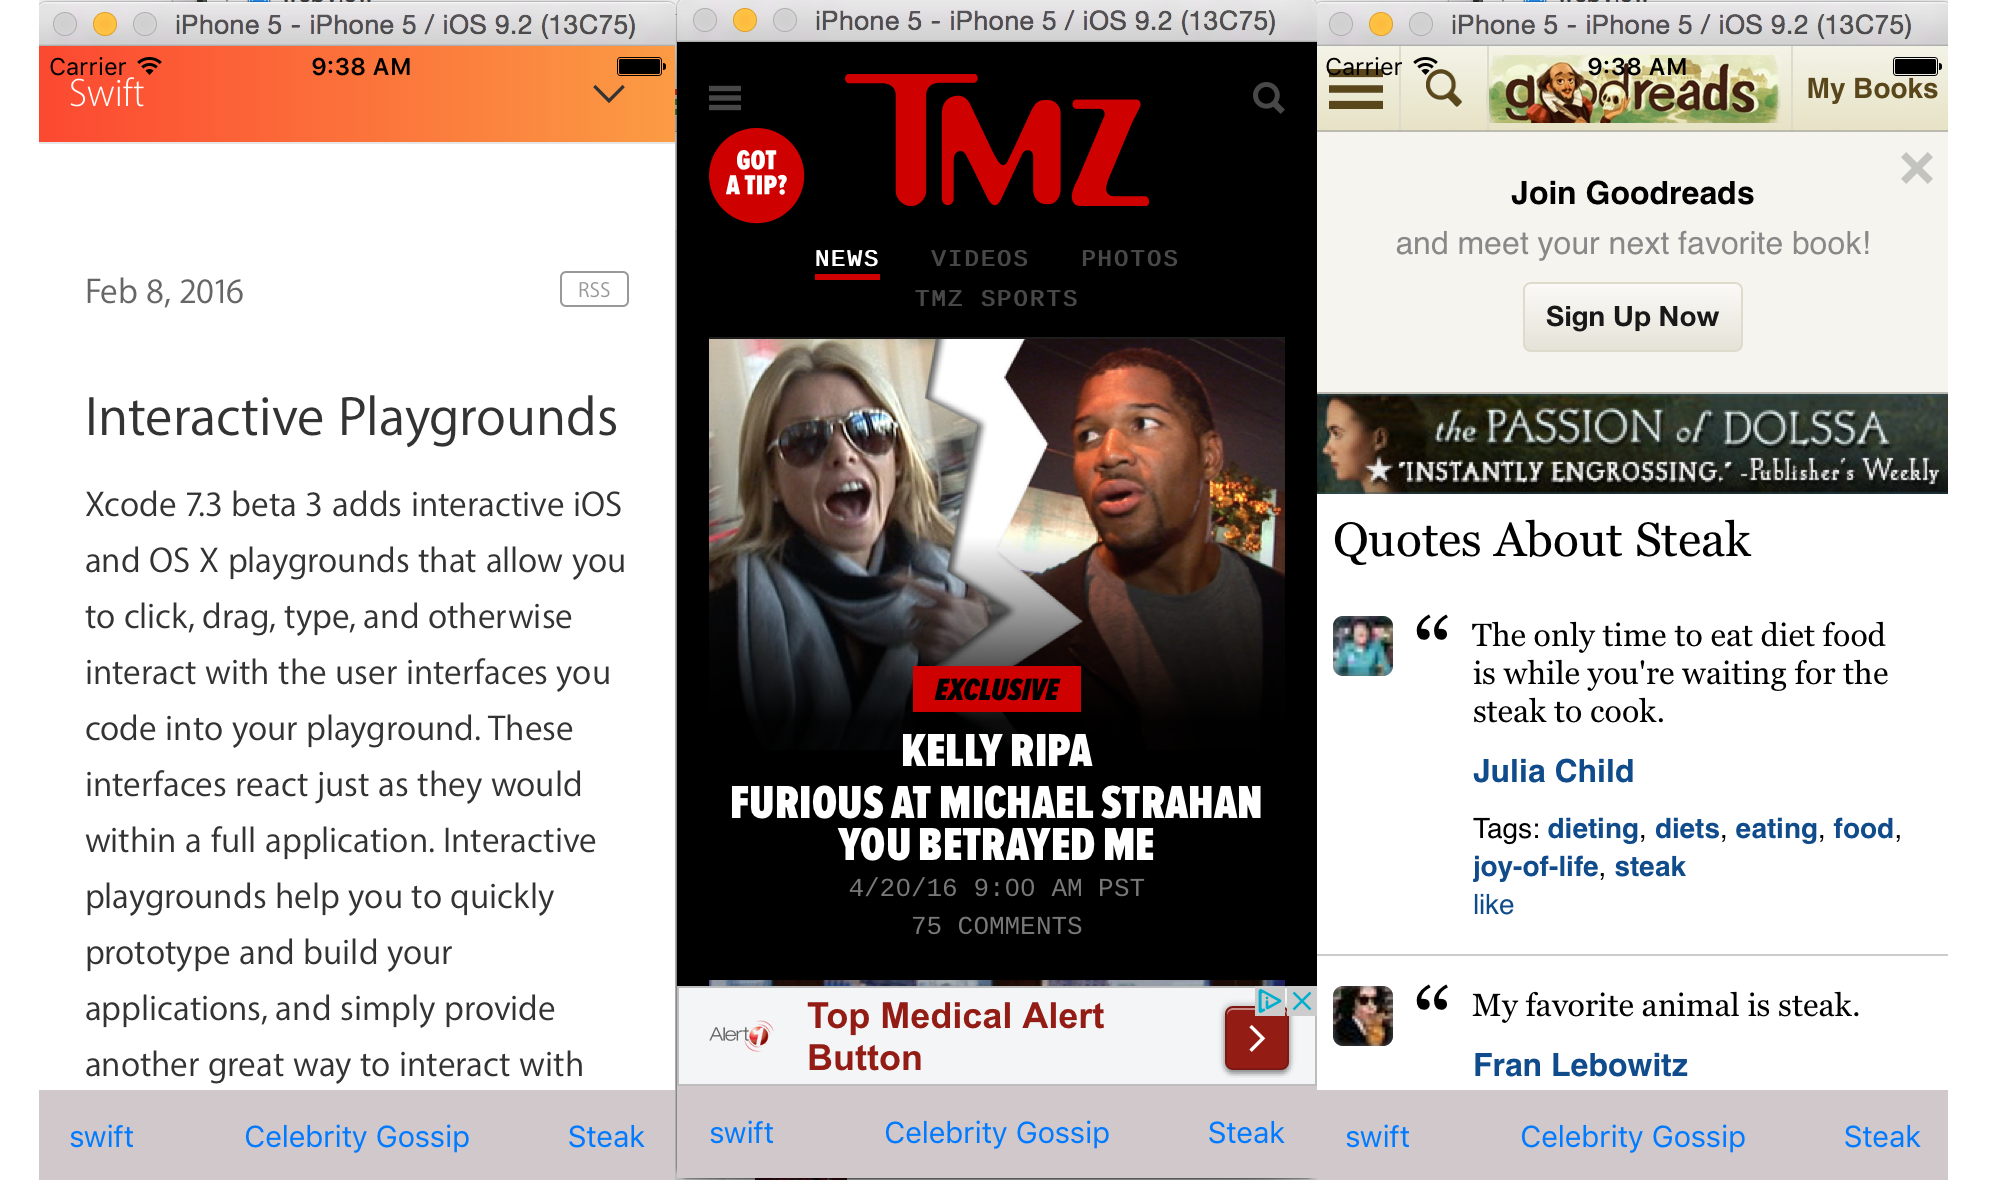 iPhone 5 - iPhone 5 / iOS 9.2 (13C75)
Carrier
9:38 AM
Swift
Feb 8, 2016
RSS
Interactive Playgrounds
Xcode 7.3 beta 3 adds interactive iOS
and OS X playgrounds that allow you
to click, drag, type, and otherwise
interact with the user interfaces you
code into your playground. These
interfaces react just as they would
within a full application. Interactive
playgrounds help you to quickly
prototype and build your
applications, and simply provide
another great way to interact with
swift
Celebrity Gossip
Steak
iPhone 5 - iPhone 5 / iOS 9.2 (13C75)
TMZ
GOT
A TIP?
NEWS
VIDEOS
PHOTOS
TMZ SPORTS
EXCLUSIVE
KELLY RIPA
FURIOUS AT MICHAEL STRAHAN
YOU BETRAYED ME
4/20/16 9:00 AM PST
75 COMMENTS
Alert1
Top Medical Alert
Button
swift
Celebrity Gossip
Steak
iPhone 5 - iPhone 5 / iOS 9.2 (13C75)
Carrier
9:38 AM
goodreads
My Books
Join Goodreads
and meet your next favorite book!
Sign Up Now
the PASSION of DOLSSA
"INSTANTLY ENGROSSING." -Publisher's Weekly
Quotes About Steak
“ The only time to eat diet food
is while you're waiting for the
steak to cook.
Julia Child
Tags: dieting, diets, eating, food,
joy-of-life, steak
like
“ My favorite animal is steak.
Fran Lebowitz
swift
Celebrity Gossip
Steak